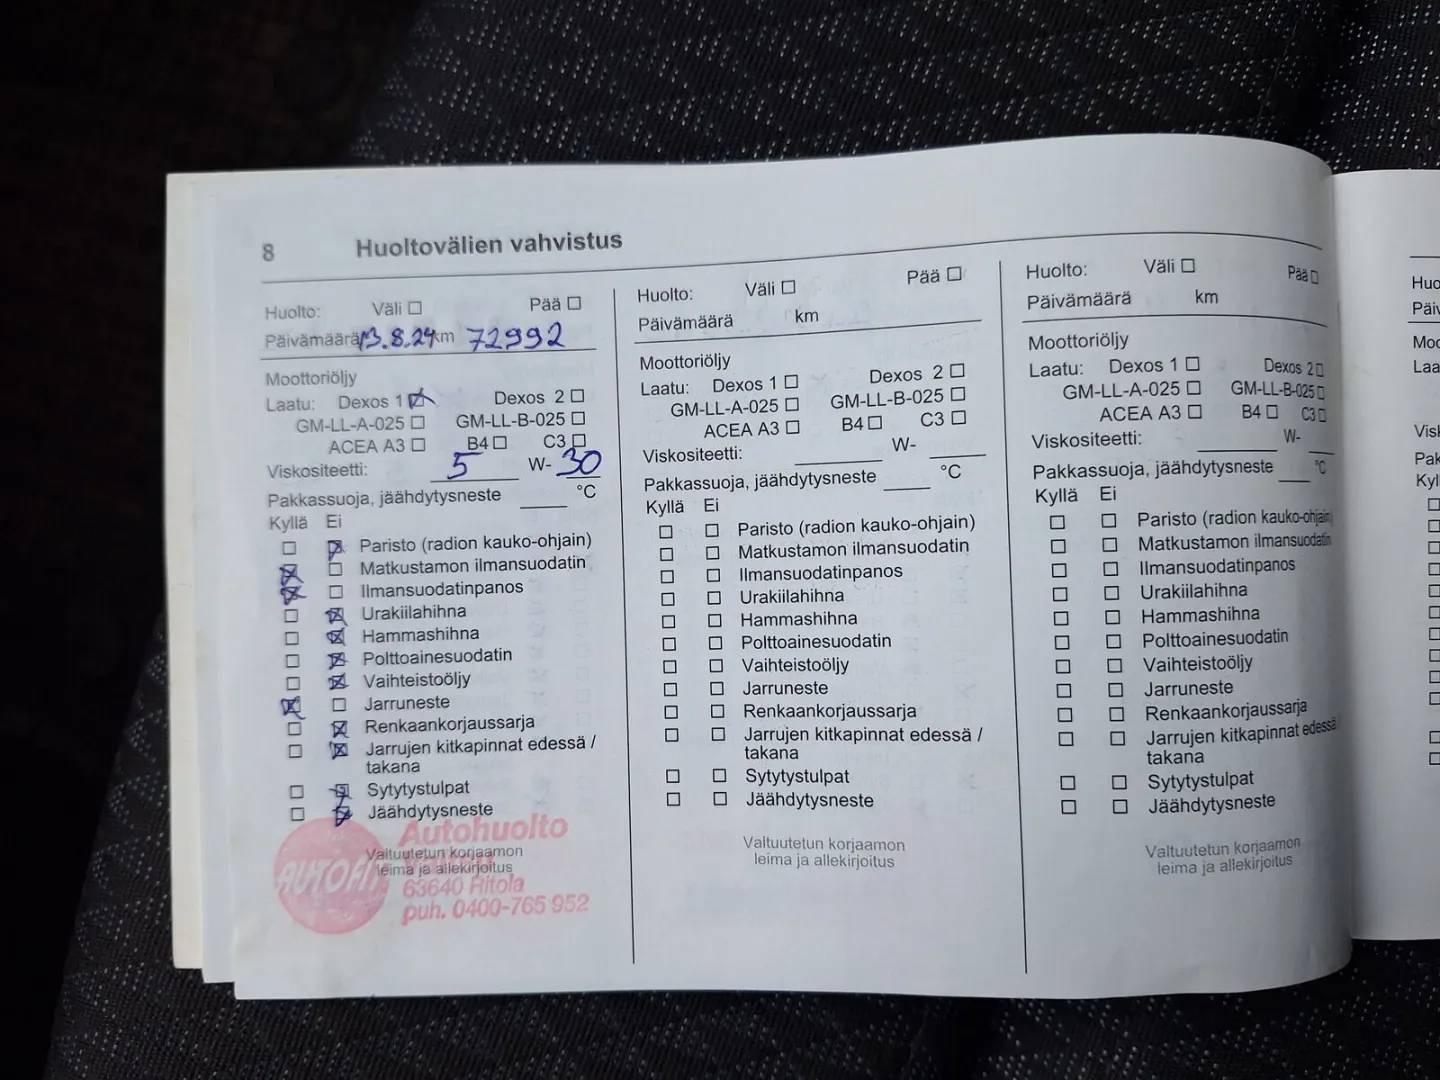 8 Huoltovälien vahvistus
Huolto: Väli ☐ Pää ☐
Päivämäärä 13.8.24 km 72992
Moottoriöljy
Laatu: Dexos 1 ☒ Dexos 2 ☐
GM-LL-A-025 ☐ GM-LL-B-025 ☐
ACEA A3 ☐ B4 ☐ C3 ☐
Viskositeetti: 5 W- 30
Pakkassuoja, jäähdytysneste ____ °C
Kyllä Ei
☐ ☒ Paristo (radion kauko-ohjain)
☒ ☐ Matkustamon ilmansuodatin
☒ ☐ Ilmansuodatinpanos
☐ ☒ Urakiilahihna
☐ ☒ Hammashihna
☐ ☒ Polttoainesuodatin
☐ ☒ Vaihteistoöljy
☒ ☐ Jarruneste
☐ ☒ Renkaankorjaussarja
☐ ☒ Jarrujen kitkapinnat edessä /
takana
☐ ☒ Sytytystulpat
☐ ☒ Jäähdytysneste
Valtuutetun korjaamon
leima ja allekirjoitus
AUTOFIT
Autohuolto
63640 Ritola
puh. 0400-765 952
Huolto: Väli ☐ Pää ☐
Päivämäärä km
Moottoriöljy
Laatu: Dexos 1 ☐ Dexos 2 ☐
GM-LL-A-025 ☐ GM-LL-B-025 ☐
ACEA A3 ☐ B4 ☐ C3 ☐
Viskositeetti: ____ W- ____
Pakkassuoja, jäähdytysneste ____ °C
Kyllä Ei
☐ ☐ Paristo (radion kauko-ohjain)
☐ ☐ Matkustamon ilmansuodatin
☐ ☐ Ilmansuodatinpanos
☐ ☐ Urakiilahihna
☐ ☐ Hammashihna
☐ ☐ Polttoainesuodatin
☐ ☐ Vaihteistoöljy
☐ ☐ Jarruneste
☐ ☐ Renkaankorjaussarja
☐ ☐ Jarrujen kitkapinnat edessä /
takana
☐ ☐ Sytytystulpat
☐ ☐ Jäähdytysneste
Valtuutetun korjaamon
leima ja allekirjoitus
Huolto: Väli ☐ Pää ☐
Päivämäärä km
Moottoriöljy
Laatu: Dexos 1 ☐ Dexos 2 ☐
GM-LL-A-025 ☐ GM-LL-B-025 ☐
ACEA A3 ☐ B4 ☐ C3 ☐
Viskositeetti: ____ W- ____
Pakkassuoja, jäähdytysneste ____ °C
Kyllä Ei
☐ ☐ Paristo (radion kauko-ohjain)
☐ ☐ Matkustamon ilmansuodatin
☐ ☐ Ilmansuodatinpanos
☐ ☐ Urakiilahihna
☐ ☐ Hammashihna
☐ ☐ Polttoainesuodatin
☐ ☐ Vaihteistoöljy
☐ ☐ Jarruneste
☐ ☐ Renkaankorjaussarja
☐ ☐ Jarrujen kitkapinnat edessä /
takana
☐ ☐ Sytytystulpat
☐ ☐ Jäähdytysneste
Valtuutetun korjaamon
leima ja allekirjoitus